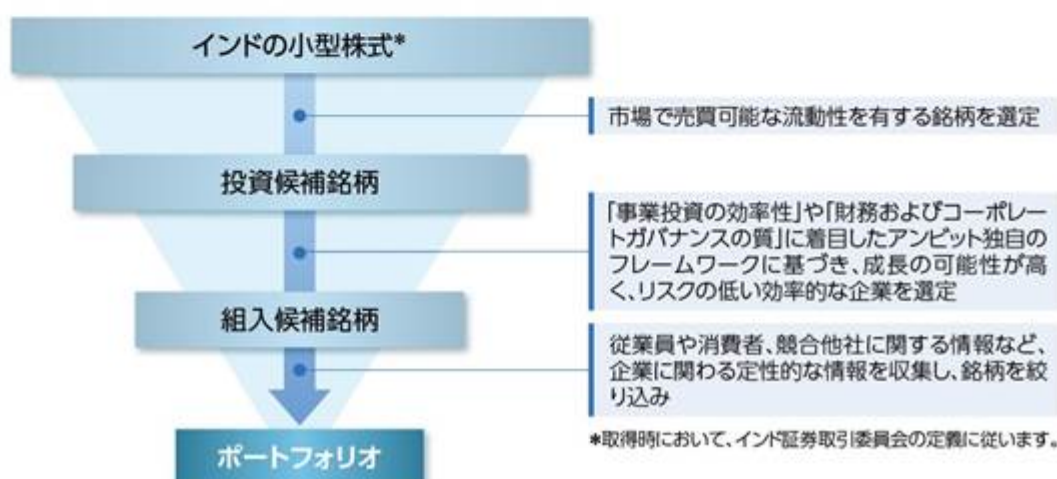 インドの小型株式*
市場で売買可能な流動性を有する銘柄を選定
投資候補銘柄
「事業投資の効率性」や「財務およびコーポレー
トガバナンスの質」に着目したアンビット独自の
フレームワークに基づき、成長の可能性が高
く、リスクの低い効率的な企業を選定
組入候補銘柄
従業員や消費者、競合他社に関する情報など、
企業に関わる定性的な情報を収集し、銘柄を絞
り込み
*取得時において、インド証券取引委員会の定義に従います。
ポートフォリオ